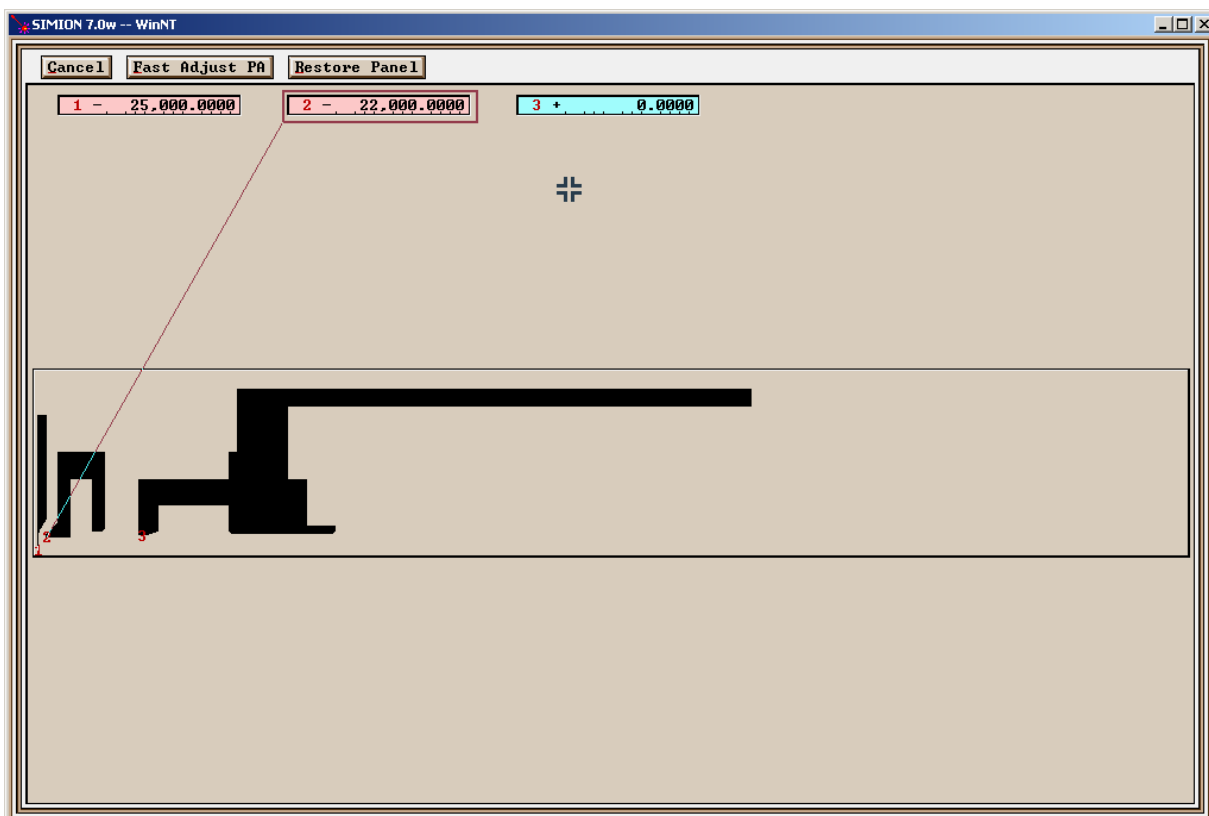 SIMION 7.0w -- WinNT
Cancel Fast Adjust PA Restore Panel
1 - 25,000.0000 2 - 22,000.0000 3 + 0.0000
2 3
1